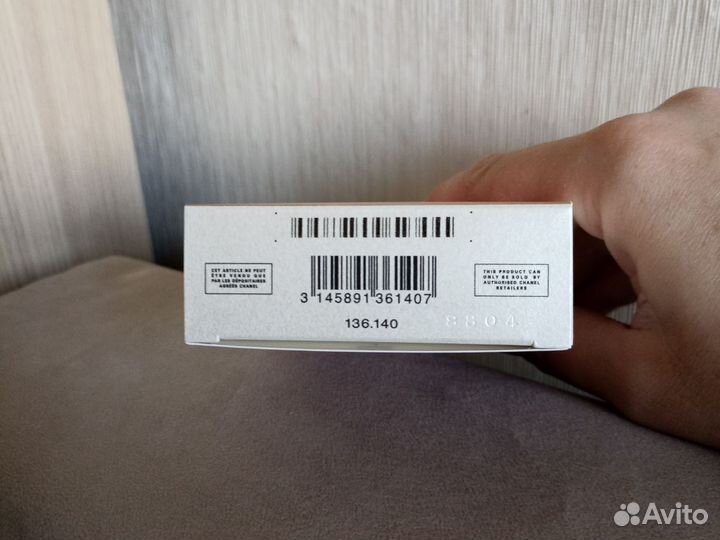 CET ARTICLE NE PEUT
ÊTRE VENDU QUE
PAR LES DÉPOSITAIRES
AGRÉÉS CHANEL
3 145891 361407
136.140
8804
THIS PRODUCT CAN
ONLY BE SOLD BY
AUTHORISED CHANEL
RETAILERS
Avito